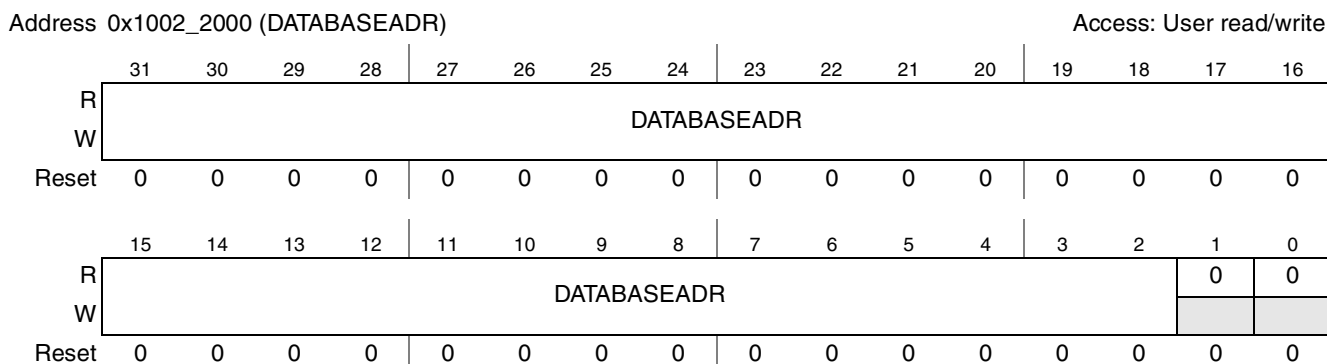 Address 0x1002_2000 (DATABASEADR) Access: User read/write
31 30 29 28 27 26 25 24 23 22 21 20 19 18 17 16
R
DATABASEADR
W
Reset 0 0 0 0 0 0 0 0 0 0 0 0 0 0 0 0
15 14 13 12 11 10 9 8 7 6 5 4 3 2 1 0
R 0 0
DATABASEADR
W
Reset 0 0 0 0 0 0 0 0 0 0 0 0 0 0 0 0